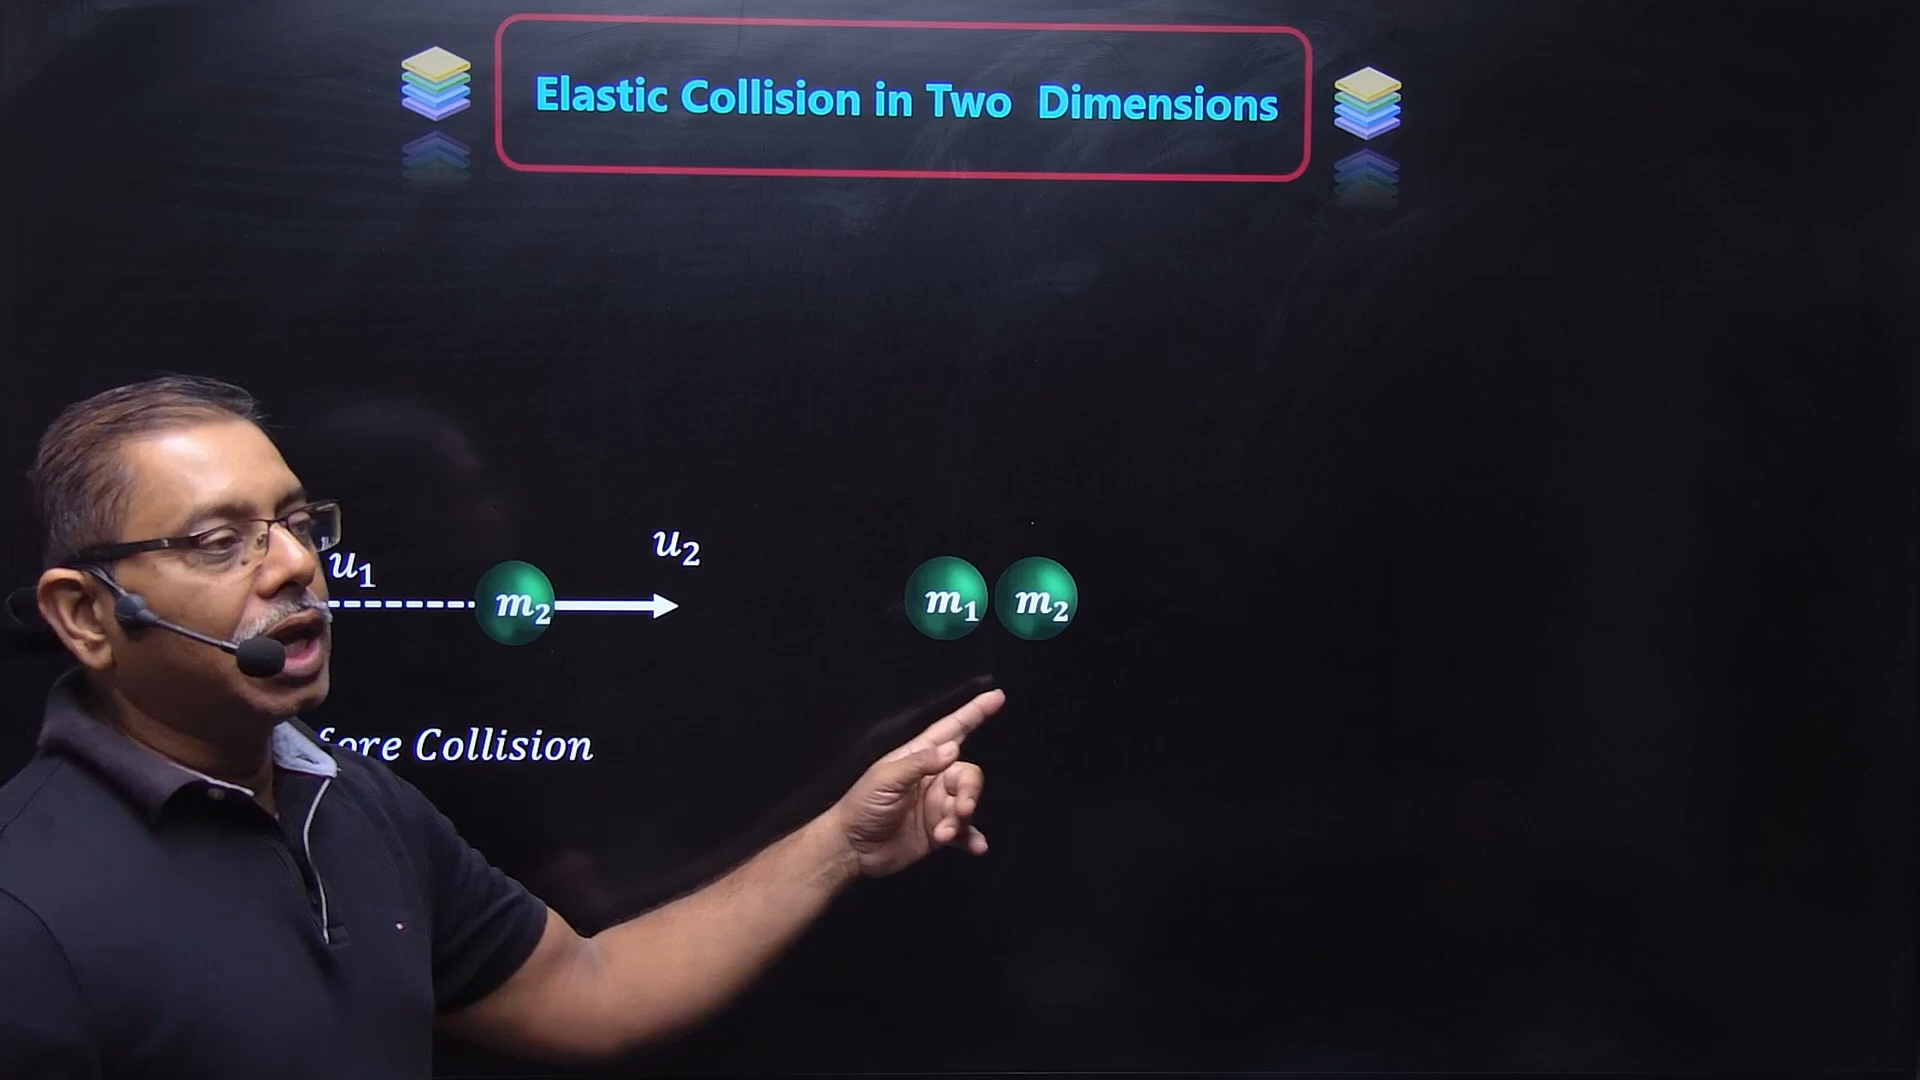 Elastic Collision in Two Dimensions
u₁
u₂
m₂
m₁ m₂
Collision